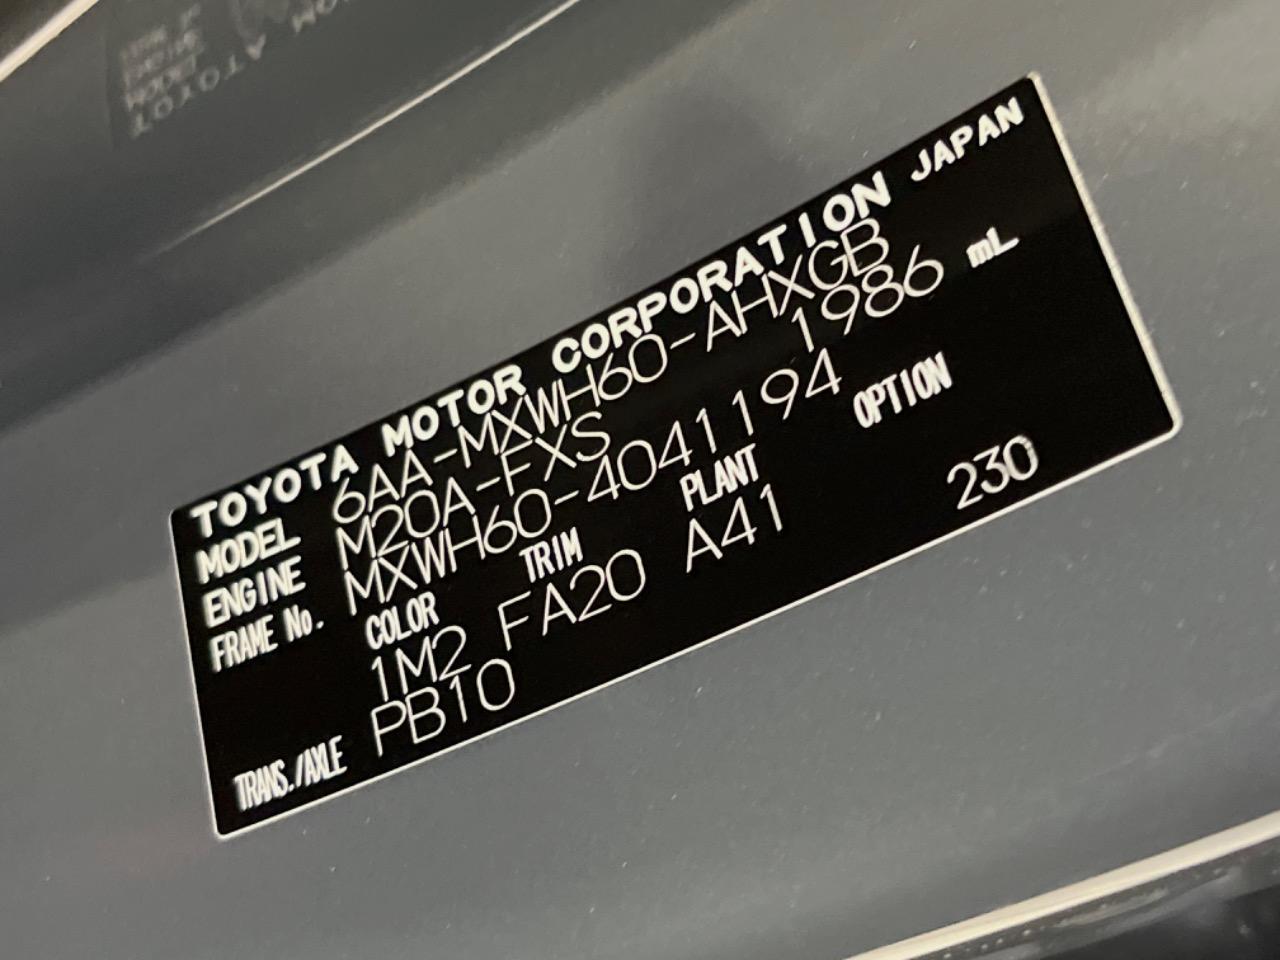 TOYOTA MOTOR CORPORATION JAPAN
MODEL 6AA-MXWH60-AHXGB
ENGINE M20A-FXS 1986 mL
FRAME No. MXWH60-4041194
COLOR TRIM PLANT OPTION
1M2 FA20 A41 230
TRANS./AXLE PB10